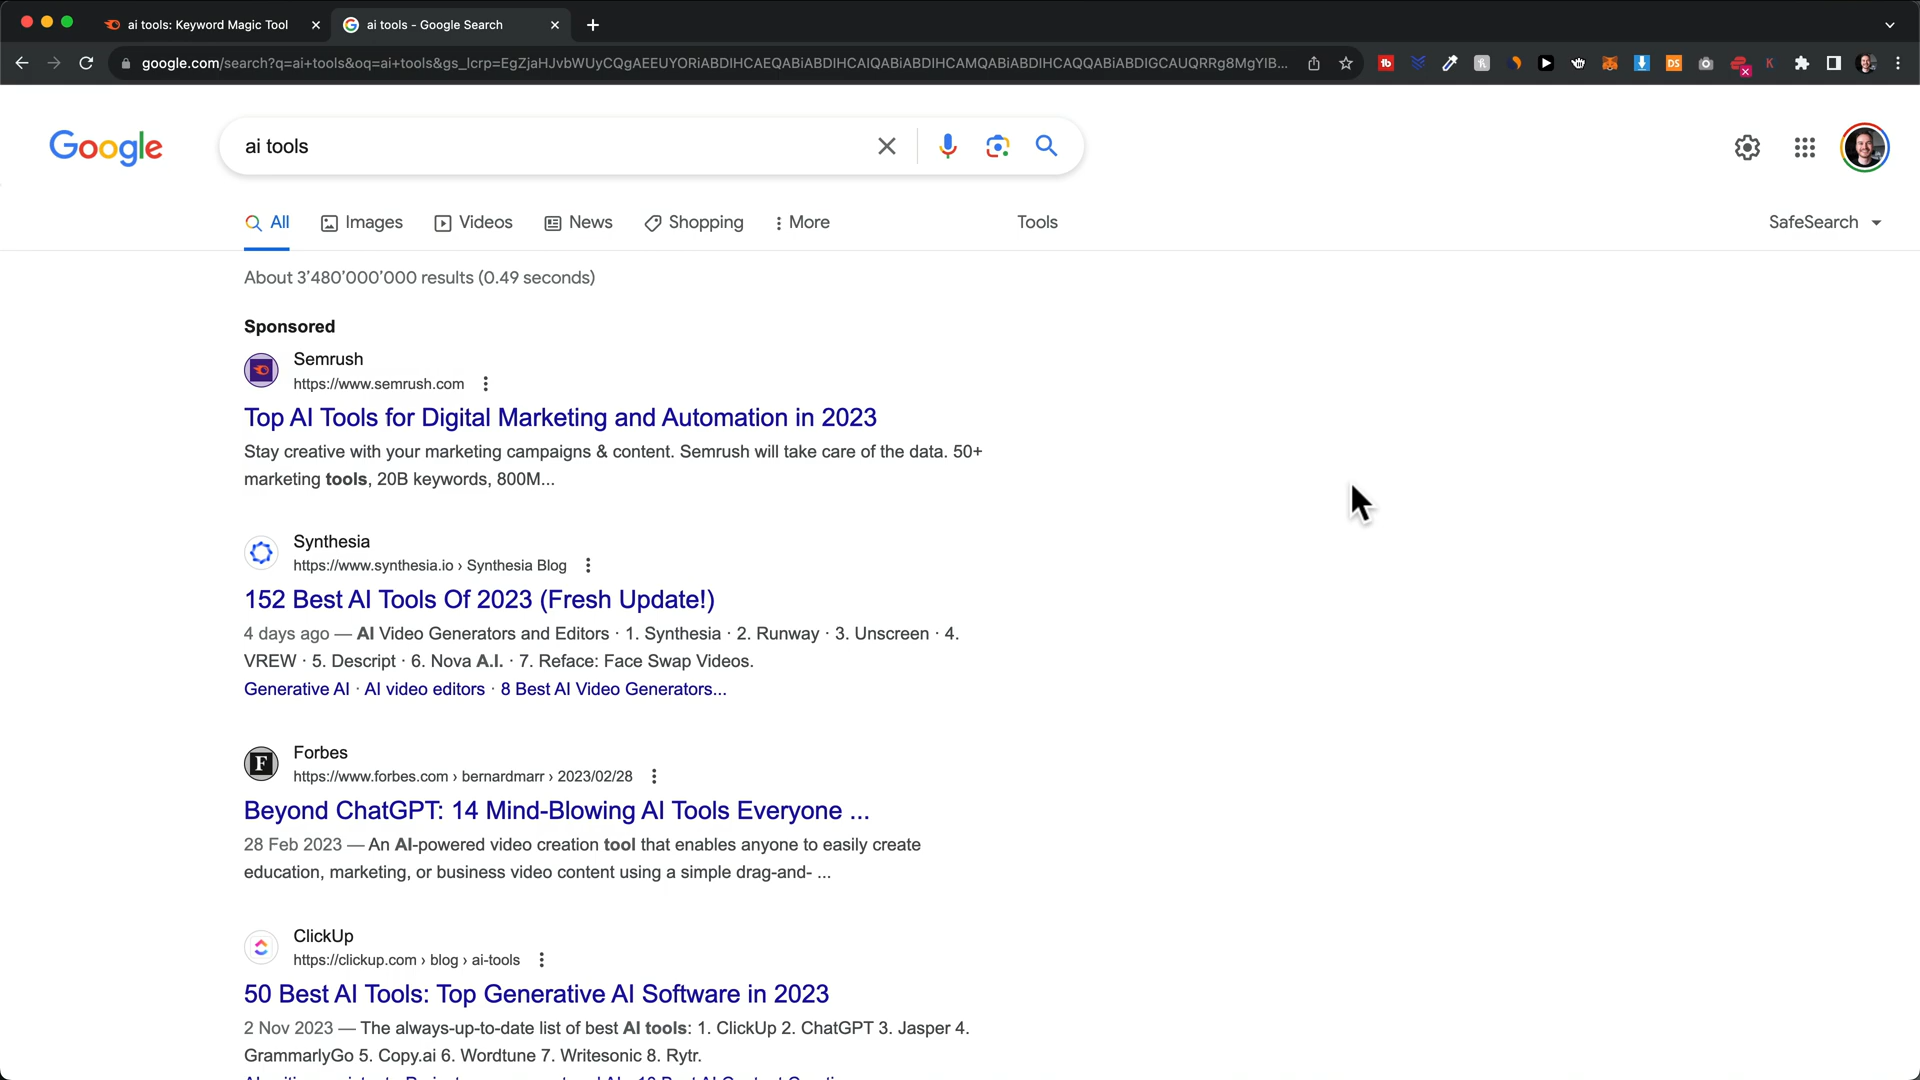 ai tools: Keyword Magic Tool
ai tools - Google Search
google.com/search?q=ai+tools&oq=ai+tools&gs_lcrp=EgZjaHJvbWUyCQgAEEUYORiABDIHCAEQABiABDIHCAIQABiABDIHCAMQABiABDIHCAQQABiABDIGCAUQRRg8MgYIB...
Google
ai tools
All Images Videos News Shopping More Tools SafeSearch
About 3'480'000'000 results (0.49 seconds)
Sponsored
Semrush
https://www.semrush.com
Top AI Tools for Digital Marketing and Automation in 2023
Stay creative with your marketing campaigns & content. Semrush will take care of the data. 50+
marketing tools, 20B keywords, 800M...
Synthesia
https://www.synthesia.io › Synthesia Blog
152 Best AI Tools Of 2023 (Fresh Update!)
4 days ago — AI Video Generators and Editors · 1. Synthesia · 2. Runway · 3. Unscreen · 4.
VREW · 5. Descript · 6. Nova A.I. · 7. Reface: Face Swap Videos.
Generative AI · AI video editors · 8 Best AI Video Generators...
Forbes
https://www.forbes.com › bernardmarr › 2023/02/28
Beyond ChatGPT: 14 Mind-Blowing AI Tools Everyone ...
28 Feb 2023 — An AI-powered video creation tool that enables anyone to easily create
education, marketing, or business video content using a simple drag-and- ...
ClickUp
https://clickup.com › blog › ai-tools
50 Best AI Tools: Top Generative AI Software in 2023
2 Nov 2023 — The always-up-to-date list of best AI tools: 1. ClickUp 2. ChatGPT 3. Jasper 4.
GrammarlyGo 5. Copy.ai 6. Wordtune 7. Writesonic 8. Rytr.